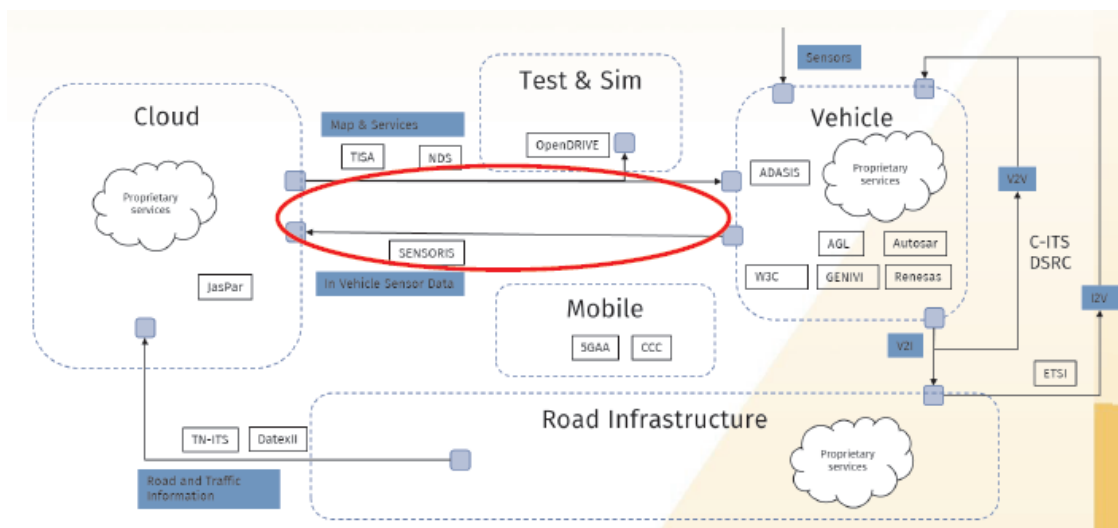 Sensors
Test & Sim
Cloud
Vehicle
Map & Services
TISA
NDS
OpenDRIVE
ADASIS
Proprietary
services
Proprietary
services
V2V
C-ITS
DSRC
AGL
Autosar
SENSORIS
W3C
GENIVI
Renesas
In Vehicle Sensor Data
JasPar
I2V
Mobile
5GAA
CCC
V2I
ETSI
Road Infrastructure
TN-ITS
DatexII
Proprietary
services
Road and Traffic
Information